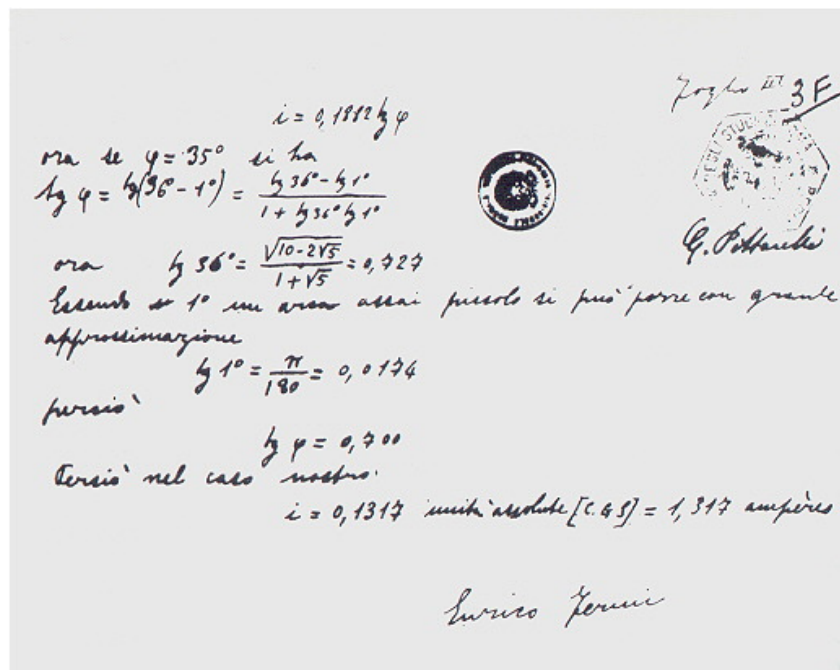 Foglio III 3F
i = 0,1882 tg φ
ora se φ = 35° si ha
tg φ = tg(36° - 1°) = (tg 36° - tg 1°) / (1 + tg 36° tg 1°)
G. Pittarelli
ora tg 36° = √(10 - 2√5) / (1 + √5) = 0,727
Essendo 1° un arco assai piccolo si può porre con grande
approssimazione
tg 1° = π / 180 = 0,0174
perciò
tg φ = 0,700
Perciò nel caso nostro:
i = 0,1317 unità assolute [C.G.S] = 1,317 ampères
Enrico Fermi